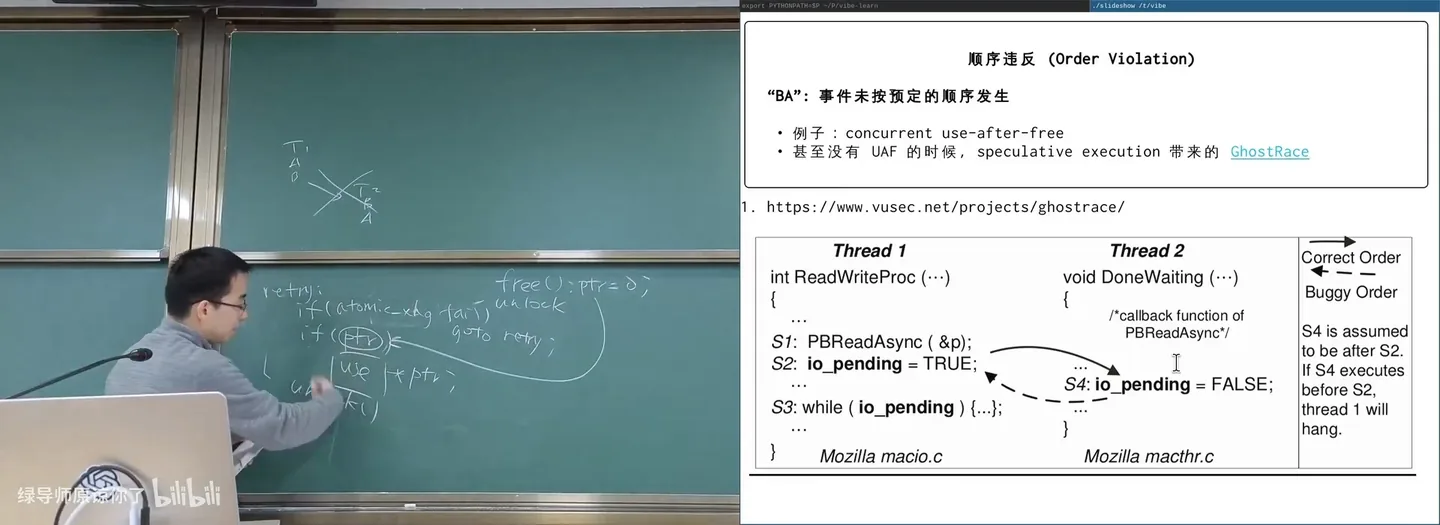 export PYTHONPATH=$P ~/P/vibe-learn
./slideshow /t/vibe
T1
A
B
T2
B
A
retry:
if(atomic_xchg fail)
goto retry;
if(ptr)
use *ptr;
free(): ptr=0;
unlock
绿导师原谅你了 bilibili
顺序违反 (Order Violation)
“BA”: 事件未按预定的顺序发生
• 例子：concurrent use-after-free
• 甚至没有 UAF 的时候, speculative execution 带来的 GhostRace
1. https://www.vusec.net/projects/ghostrace/
Thread 1
int ReadWriteProc (⋯)
{
⋯
S1: PBReadAsync ( &p);
S2: io_pending = TRUE;
⋯
S3: while ( io_pending ) {...};
⋯
}
Mozilla macio.c
Thread 2
void DoneWaiting (⋯)
{
/*callback function of
PBReadAsync*/
...
S4: io_pending = FALSE;
...
}
Mozilla macthr.c
Correct Order
Buggy Order
S4 is assumed
to be after S2.
If S4 executes
before S2,
thread 1 will
hang.